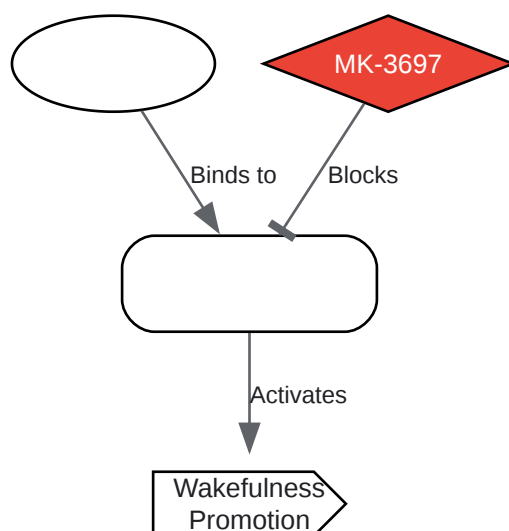 MK-3697
Binds to
Blocks
Activates
Wakefulness
Promotion